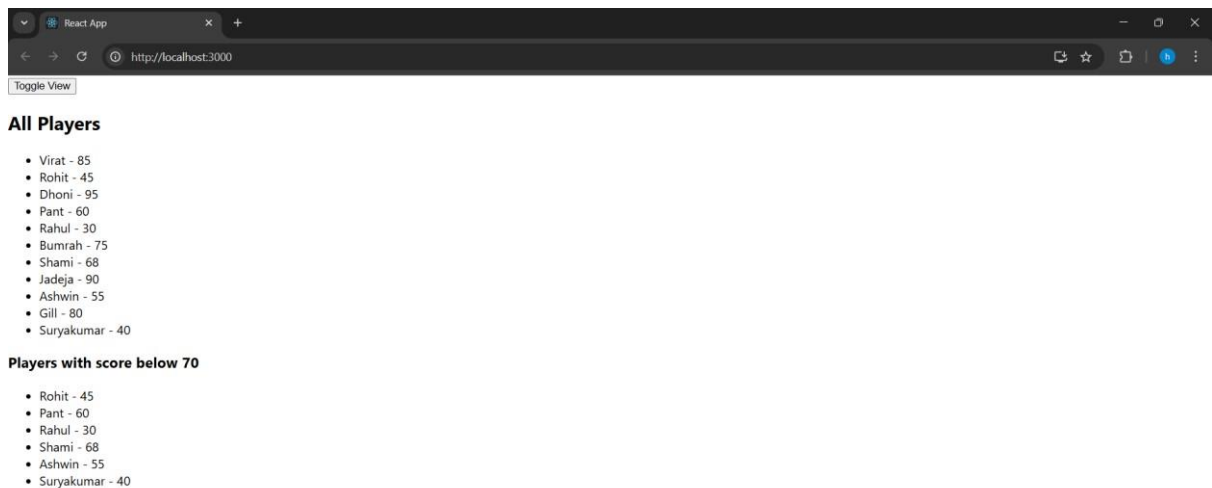 React App
http://localhost:3000
h
Toggle View
All Players
Virat - 85
Rohit - 45
Dhoni - 95
Pant - 60
Rahul - 30
Bumrah - 75
Shami - 68
Jadeja - 90
Ashwin - 55
Gill - 80
Suryakumar - 40
Players with score below 70
Rohit - 45
Pant - 60
Rahul - 30
Shami - 68
Ashwin - 55
Suryakumar - 40